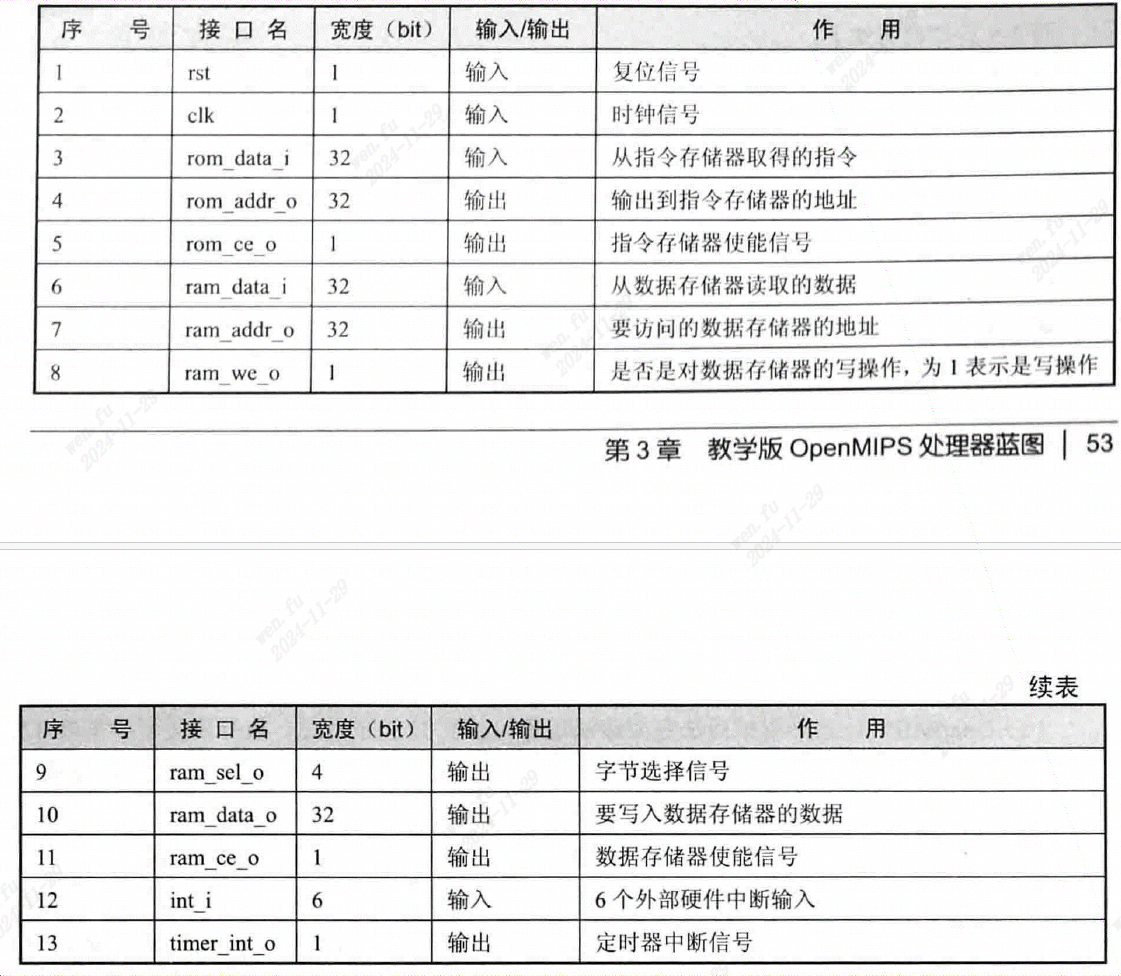 序 号 接 口 名 宽度（bit） 输入/输出 作 用
1 rst 1 输入 复位信号
2 clk 1 输入 时钟信号
3 rom_data_i 32 输入 从指令存储器取得的指令
4 rom_addr_o 32 输出 输出到指令存储器的地址
5 rom_ce_o 1 输出 指令存储器使能信号
6 ram_data_i 32 输入 从数据存储器读取的数据
7 ram_addr_o 32 输出 要访问的数据存储器的地址
8 ram_we_o 1 输出 是否是对数据存储器的写操作，为 1 表示是写操作
第 3 章 教学版 OpenMIPS 处理器蓝图 | 53
续表
序 号 接 口 名 宽度（bit） 输入/输出 作 用
9 ram_sel_o 4 输出 字节选择信号
10 ram_data_o 32 输出 要写入数据存储器的数据
11 ram_ce_o 1 输出 数据存储器使能信号
12 int_i 6 输入 6 个外部硬件中断输入
13 timer_int_o 1 输出 定时器中断信号
wen.fu
2024-11-29